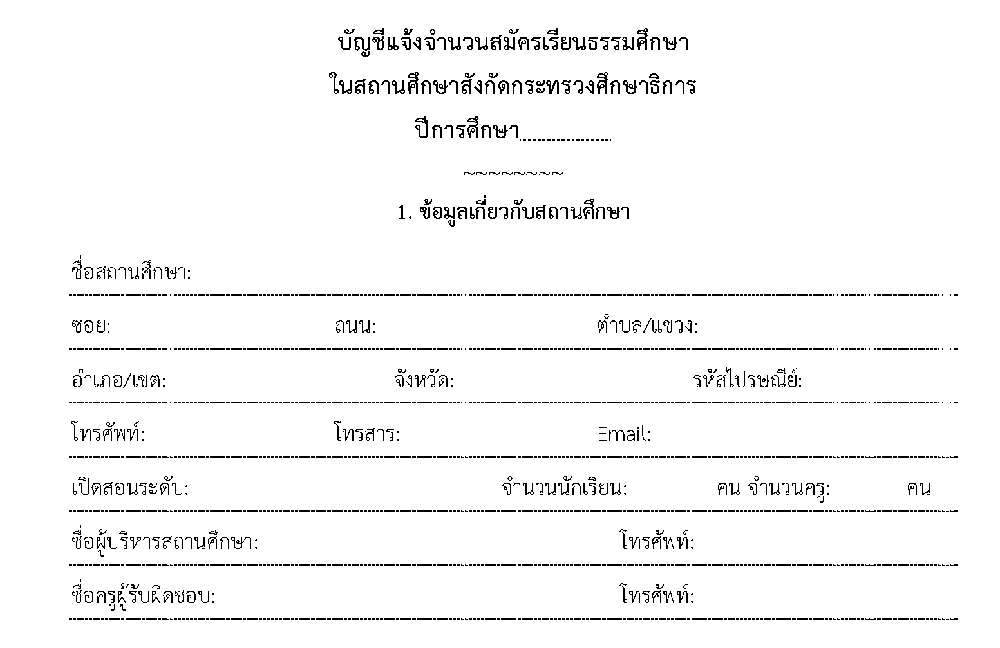 บัญชีแจ้งจำนวนสมัครเรียนธรรมศึกษา
ในสถานศึกษาสังกัดกระทรวงศึกษาธิการ
ปีการศึกษา....................
~~~~~~~~
1. ข้อมูลเกี่ยวกับสถานศึกษา
ชื่อสถานศึกษา:
ซอย: ถนน: ตำบล/แขวง:
อำเภอ/เขต: จังหวัด: รหัสไปรษณีย์:
โทรศัพท์: โทรสาร: Email:
เปิดสอนระดับ: จำนวนนักเรียน: คน จำนวนครู: คน
ชื่อผู้บริหารสถานศึกษา: โทรศัพท์:
ชื่อครูผู้รับผิดชอบ: โทรศัพท์: